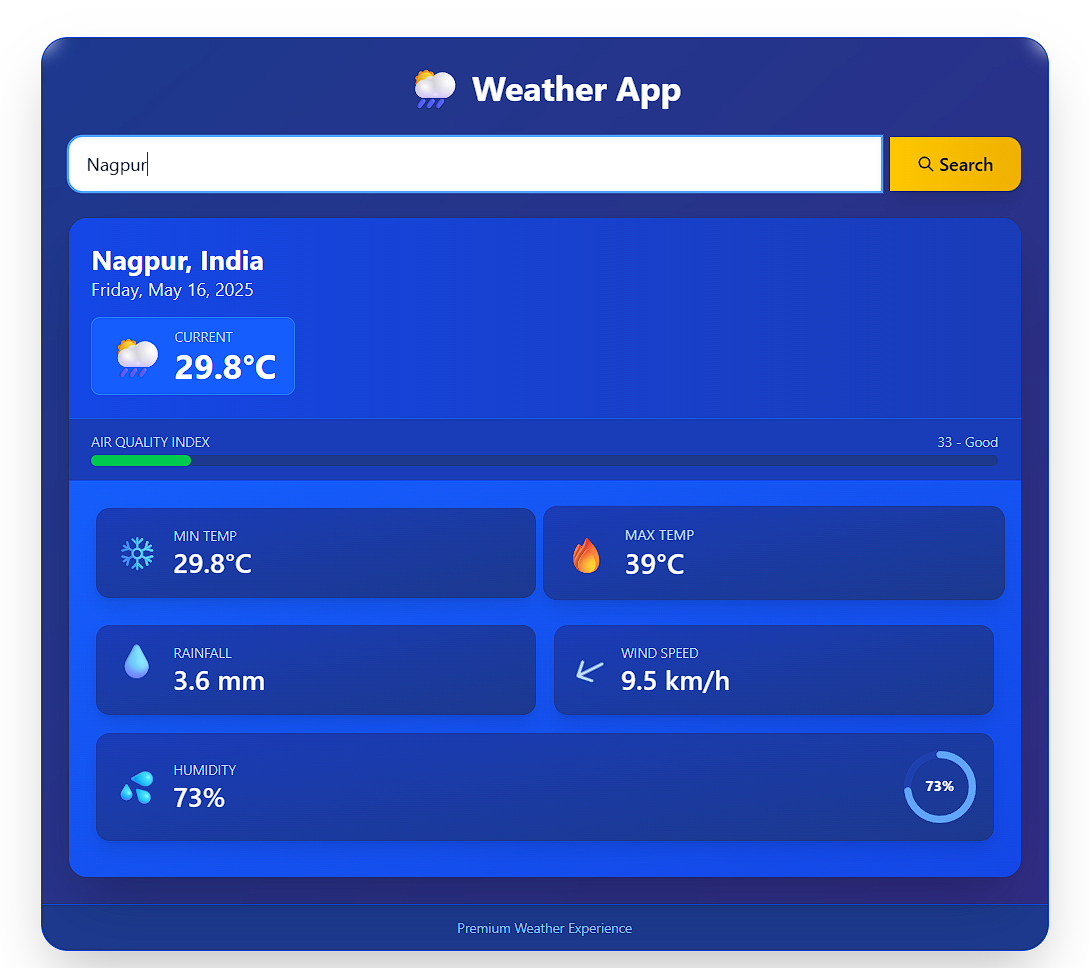 Weather App
Nagpur
Search
Nagpur, India
Friday, May 16, 2025
CURRENT
29.8°C
AIR QUALITY INDEX
33 - Good
MIN TEMP
29.8°C
MAX TEMP
39°C
RAINFALL
3.6 mm
WIND SPEED
9.5 km/h
HUMIDITY
73%
73%
Premium Weather Experience